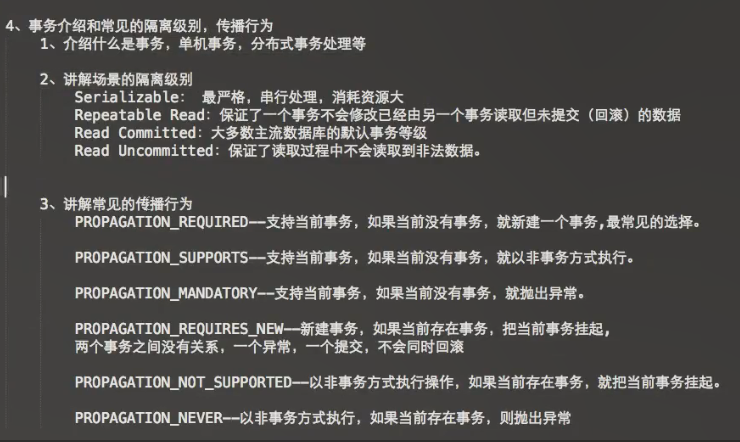 4、事务介绍和常见的隔离级别，传播行为
1、介绍什么是事务，单机事务，分布式事务处理等
2、讲解场景的隔离级别
Serializable： 最严格，串行处理，消耗资源大
Repeatable Read：保证了一个事务不会修改已经由另一个事务读取但未提交（回滚）的数据
Read Committed：大多数主流数据库的默认事务等级
Read Uncommitted：保证了读取过程中不会读取到非法数据。
3、讲解常见的传播行为
PROPAGATION_REQUIRED--支持当前事务，如果当前没有事务，就新建一个事务,最常见的选择。
PROPAGATION_SUPPORTS--支持当前事务，如果当前没有事务，就以非事务方式执行。
PROPAGATION_MANDATORY--支持当前事务，如果当前没有事务，就抛出异常。
PROPAGATION_REQUIRES_NEW--新建事务，如果当前存在事务，把当前事务挂起,
两个事务之间没有关系，一个异常，一个提交，不会同时回滚
PROPAGATION_NOT_SUPPORTED--以非事务方式执行操作，如果当前存在事务，就把当前事务挂起。
PROPAGATION_NEVER--以非事务方式执行，如果当前存在事务，则抛出异常